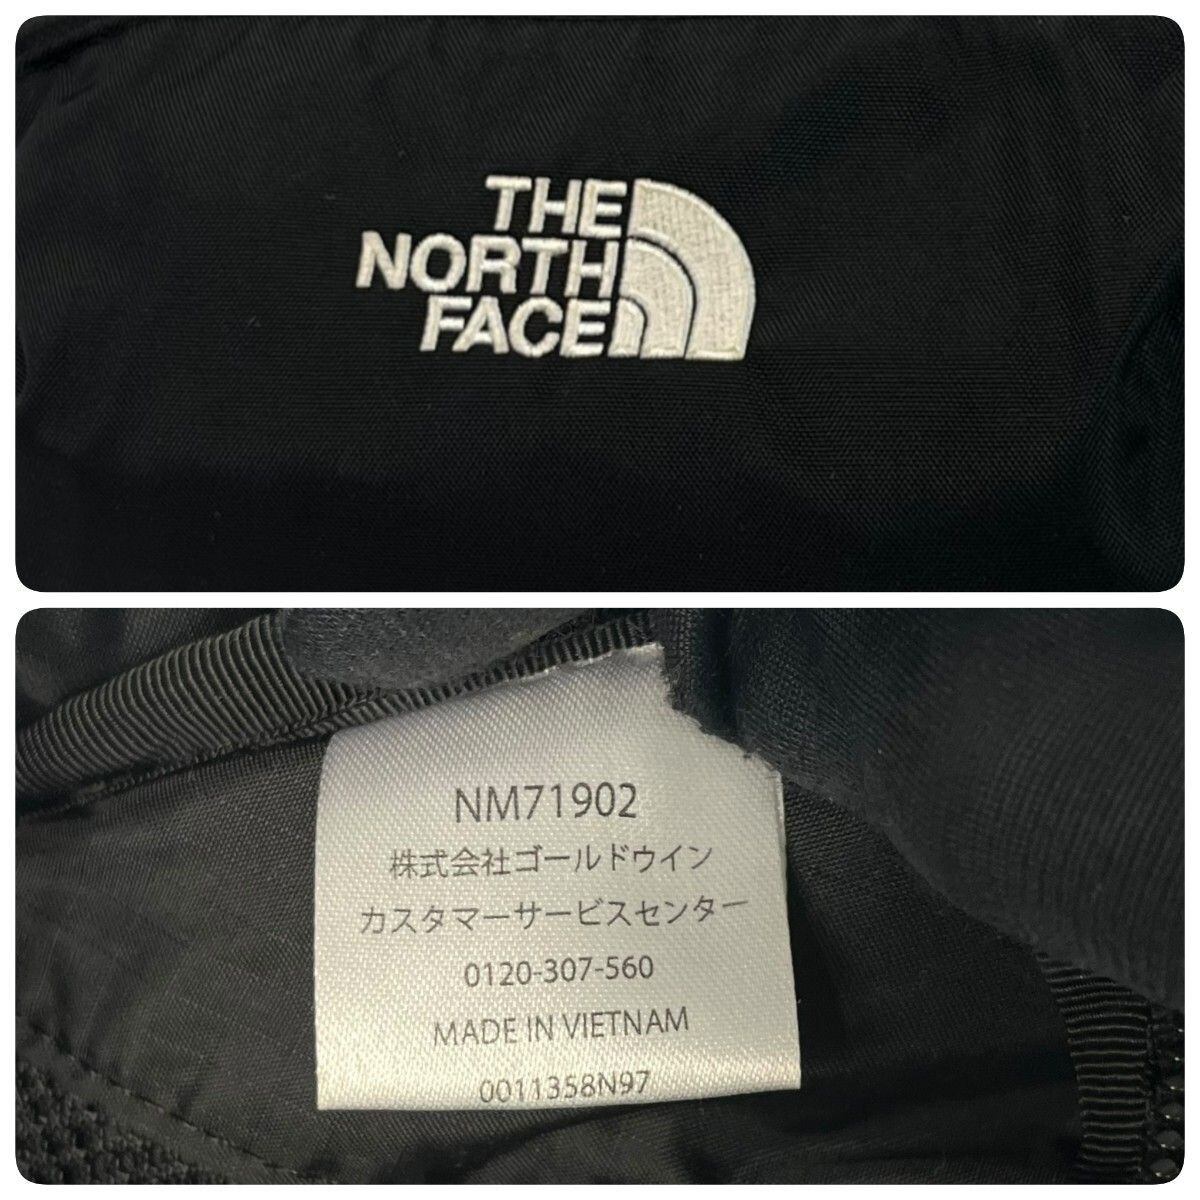 THE
NORTH
FACE
NM71902
株式会社ゴールドウイン
カスタマーサービスセンター
0120-307-560
MADE IN VIETNAM
0011358N97